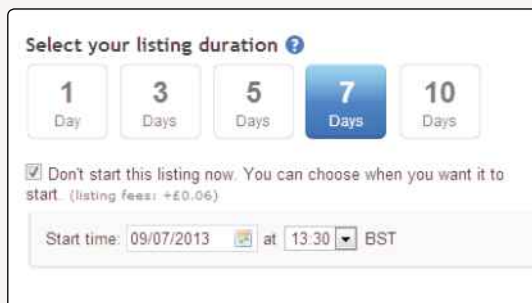 Select your listing duration ?
1 3 5 7 10
Day Days Days Days Days
Don't start this listing now. You can choose when you want it to
start. (listing fees: +£0.06)
Start time: 09/07/2013 at 13:30 BST